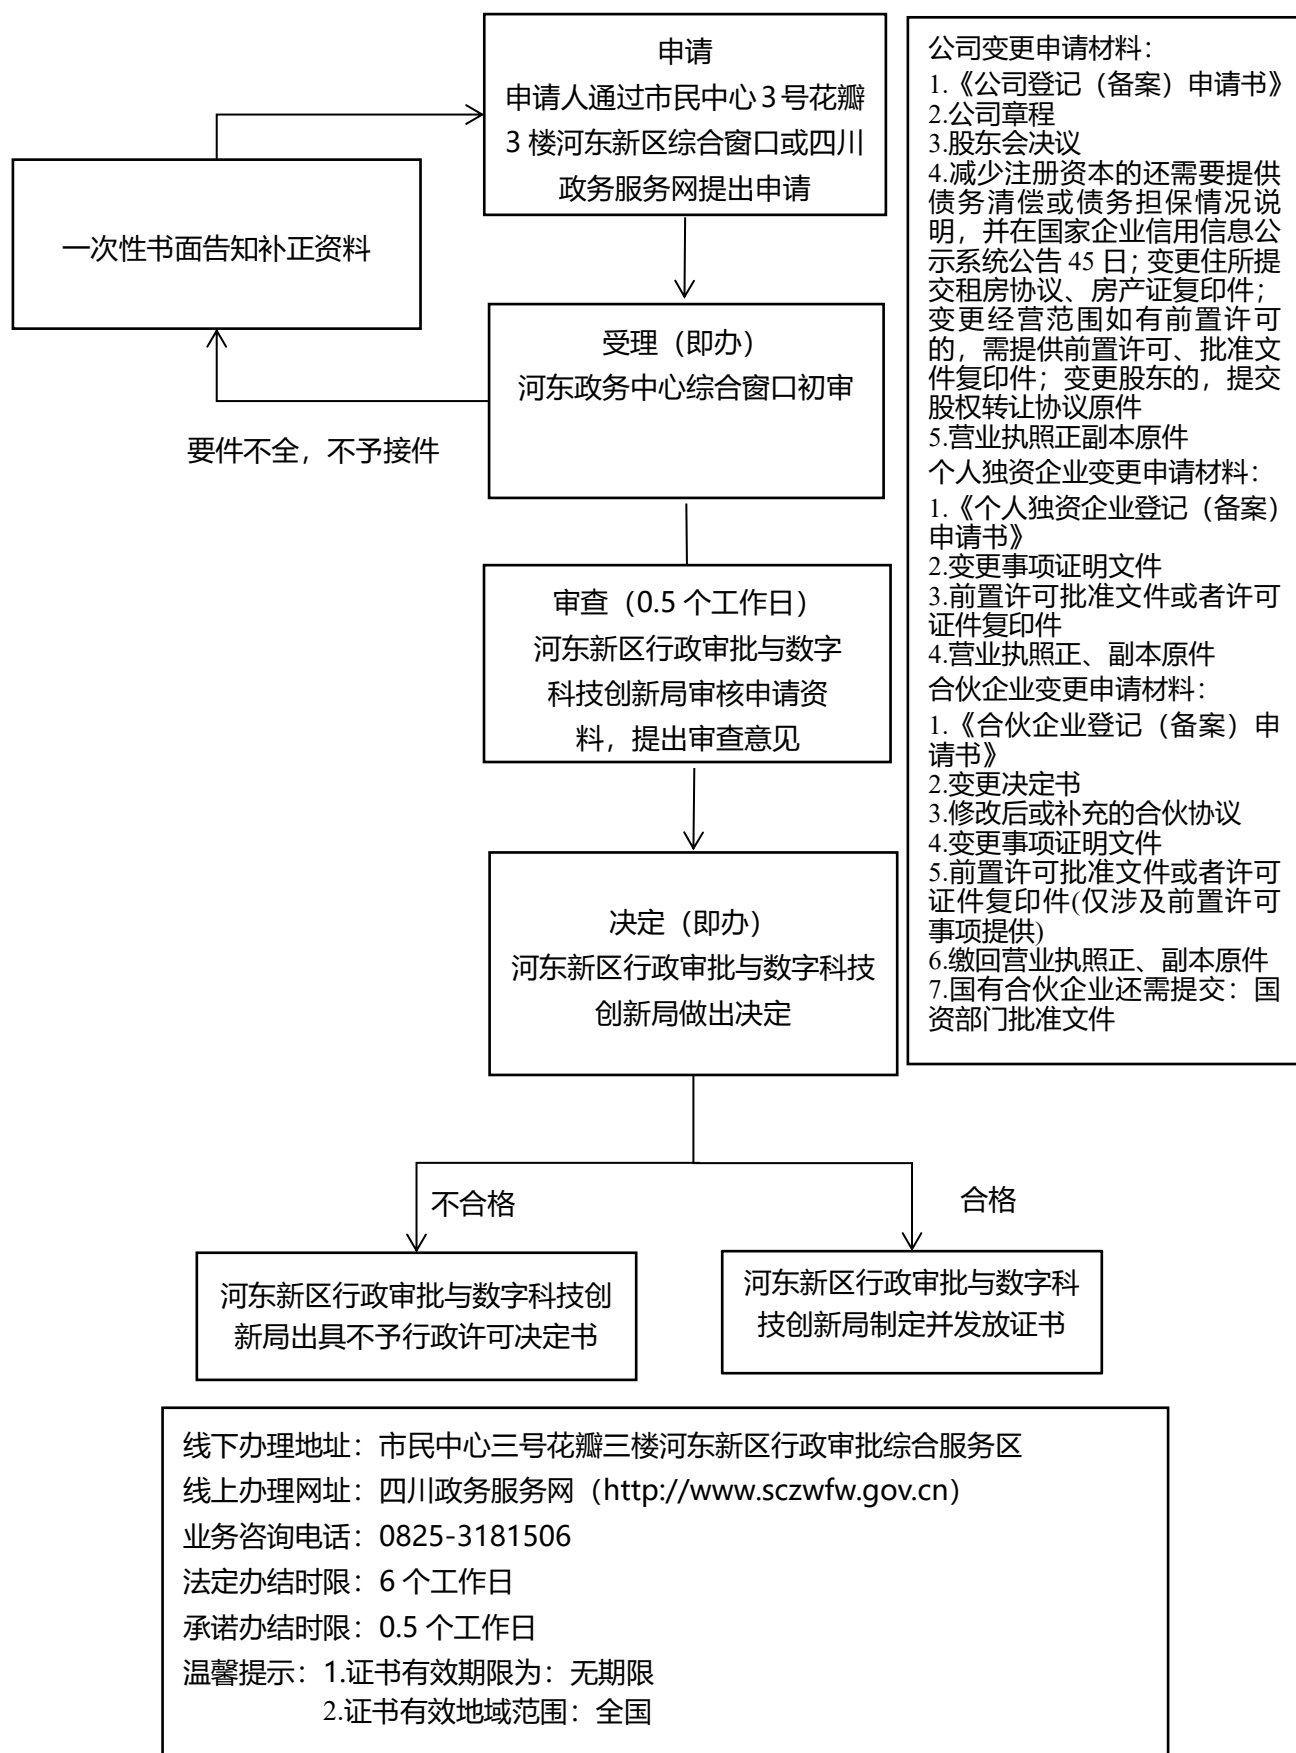 申请
申请人通过市民中心 3 号花瓣
3 楼河东新区综合窗口或四川
政务服务网提出申请
一次性书面告知补正资料
受理（即办）
河东政务中心综合窗口初审
要件不全，不予接件
审查（0.5 个工作日）
河东新区行政审批与数字
科技创新局审核申请资
料，提出审查意见
决定（即办）
河东新区行政审批与数字科技
创新局做出决定
不合格
合格
河东新区行政审批与数字科技创
新局出具不予行政许可决定书
河东新区行政审批与数字科
技创新局制定并发放证书
公司变更申请材料：
1.《公司登记（备案）申请书》
2.公司章程
3.股东会决议
4.减少注册资本的还需要提供
债务清偿或债务担保情况说
明，并在国家企业信用信息公
示系统公告 45 日；变更住所提
交租房协议、房产证复印件；
变更经营范围如有前置许可
的，需提供前置许可、批准文
件复印件；变更股东的，提交
股权转让协议原件
5.营业执照正副本原件
个人独资企业变更申请材料：
1.《个人独资企业登记（备案）
申请书》
2.变更事项证明文件
3.前置许可批准文件或者许可
证件复印件
4.营业执照正、副本原件
合伙企业变更申请材料：
1.《合伙企业登记（备案）申
请书》
2.变更决定书
3.修改后或补充的合伙协议
4.变更事项证明文件
5.前置许可批准文件或者许可
证件复印件(仅涉及前置许可
事项提供)
6.缴回营业执照正、副本原件
7.国有合伙企业还需提交：国
资部门批准文件
线下办理地址：市民中心三号花瓣三楼河东新区行政审批综合服务区
线上办理网址：四川政务服务网（http://www.sczwfw.gov.cn）
业务咨询电话：0825-3181506
法定办结时限：6 个工作日
承诺办结时限：0.5 个工作日
温馨提示：1.证书有效期限为：无期限
2.证书有效地域范围：全国